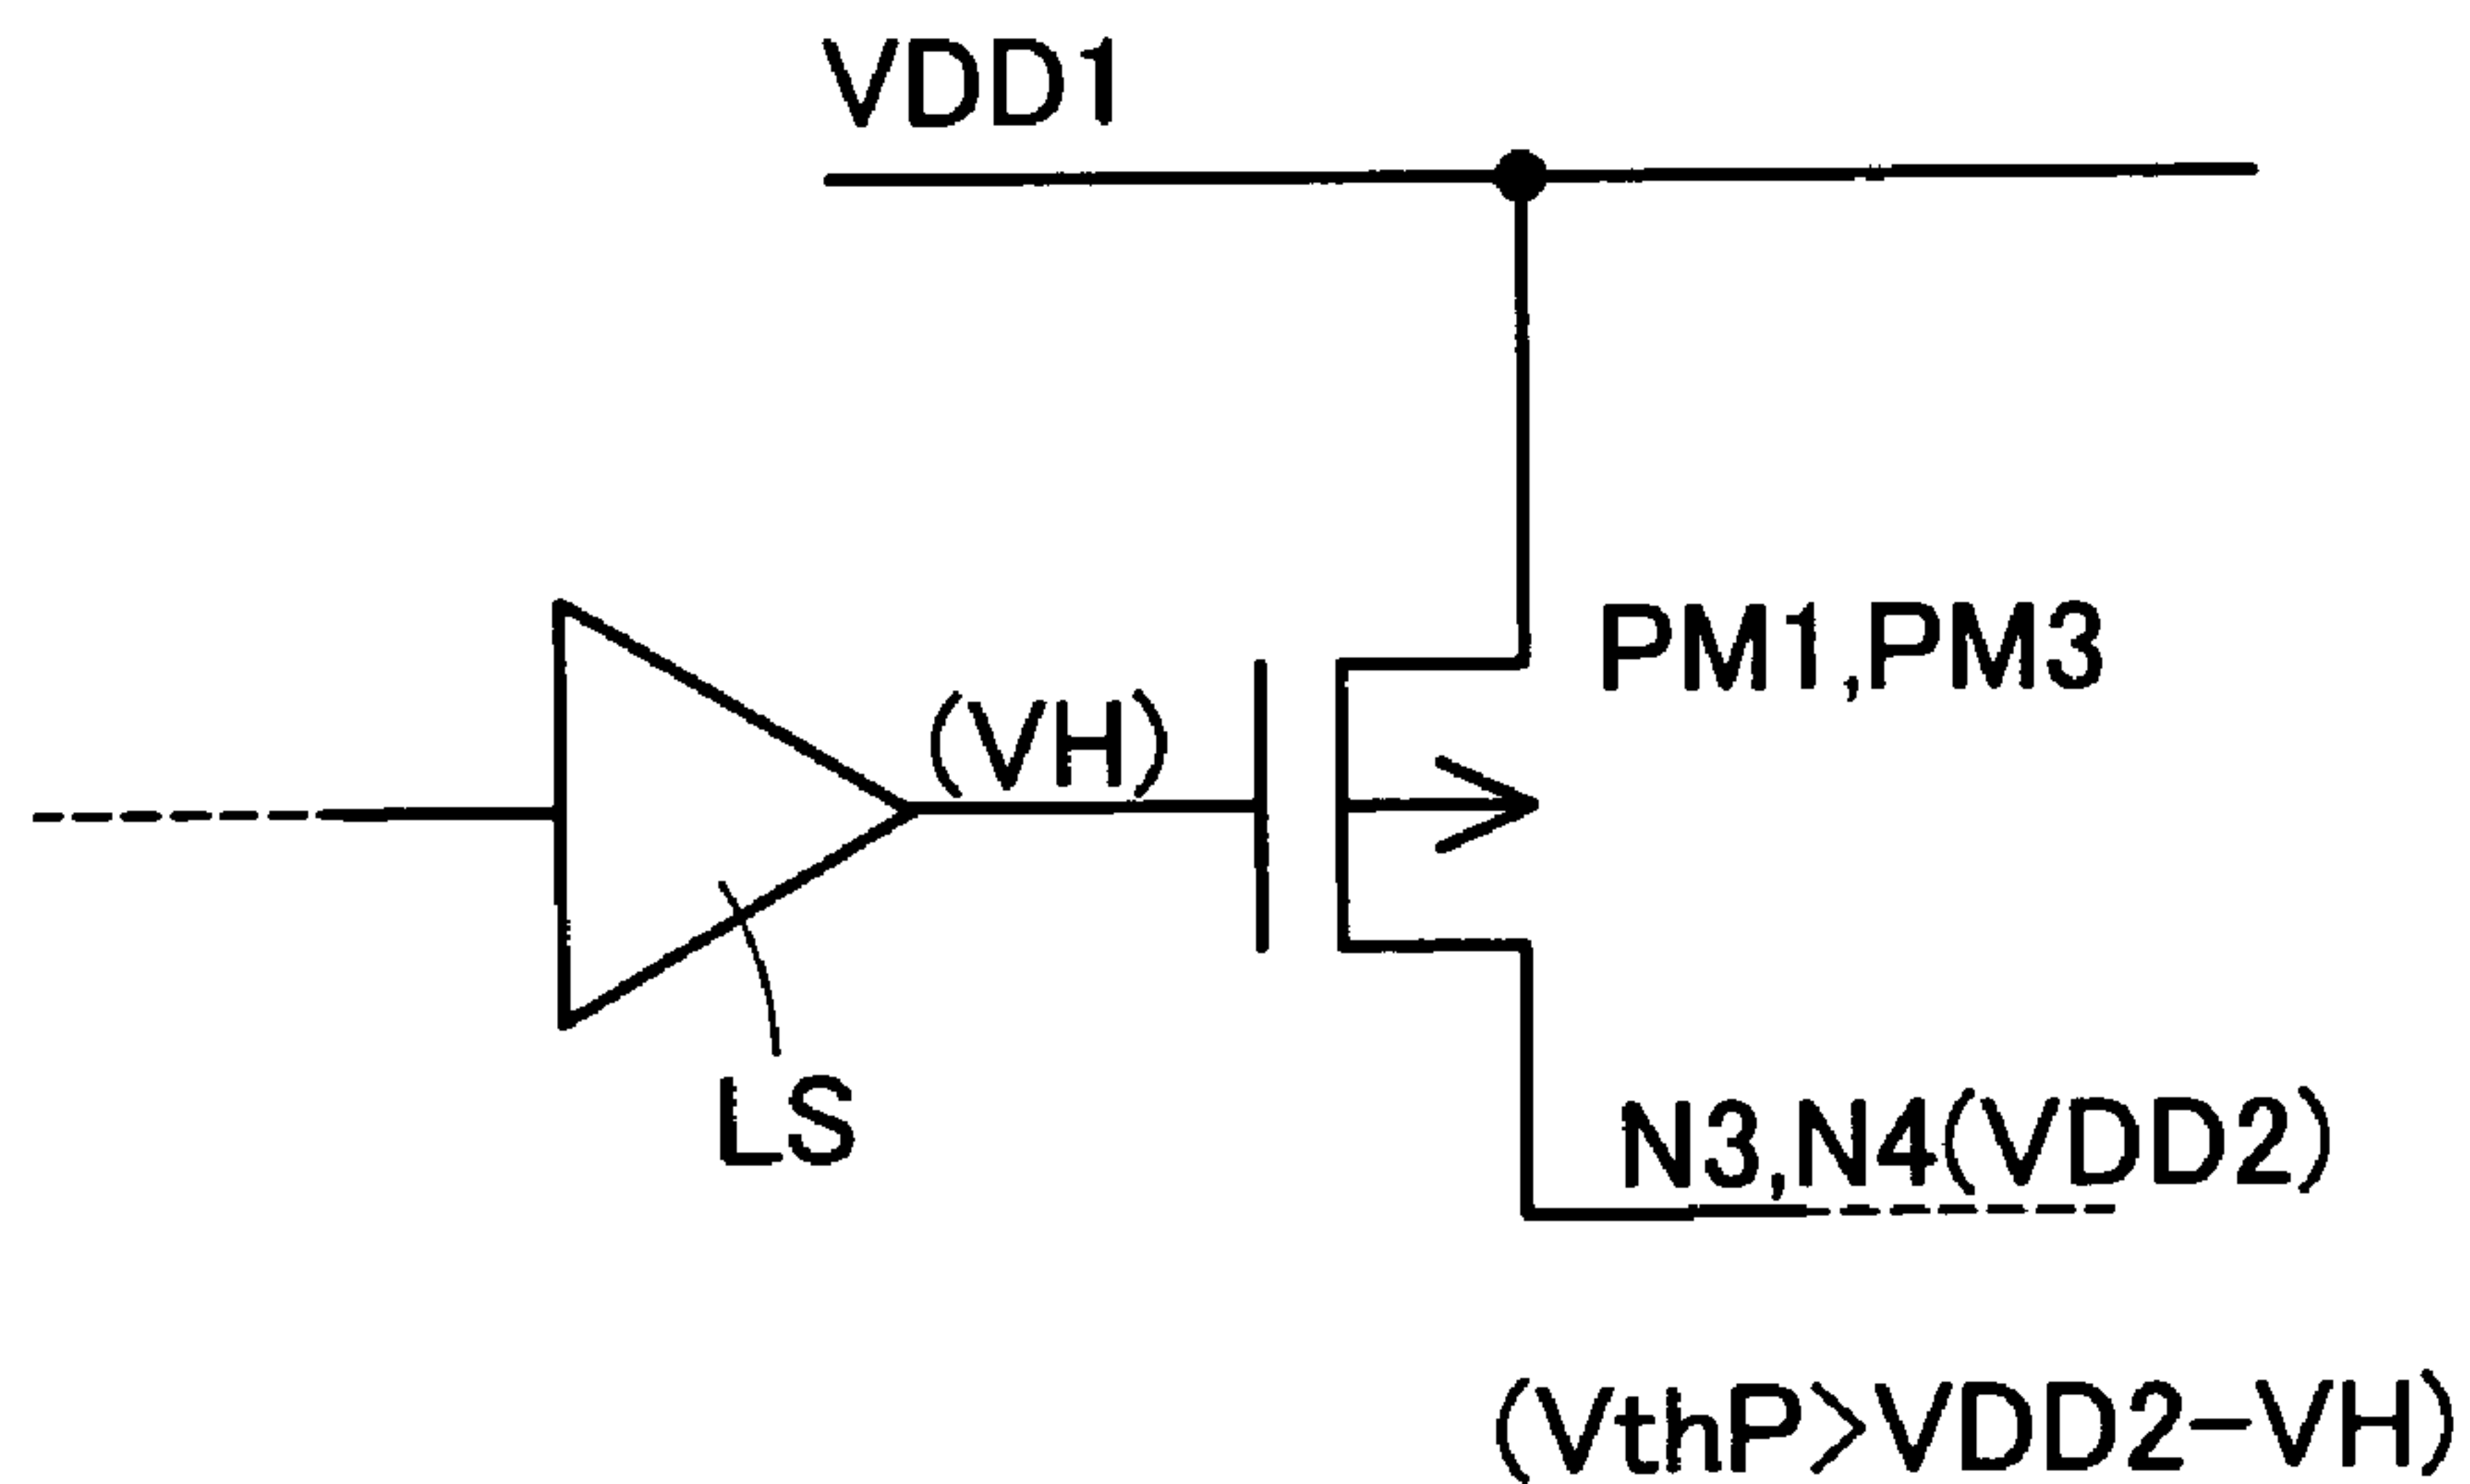 VDD1
PM1,PM3
(VH)
LS
N3,N4(VDD2)
(VthP>VDD2-VH)